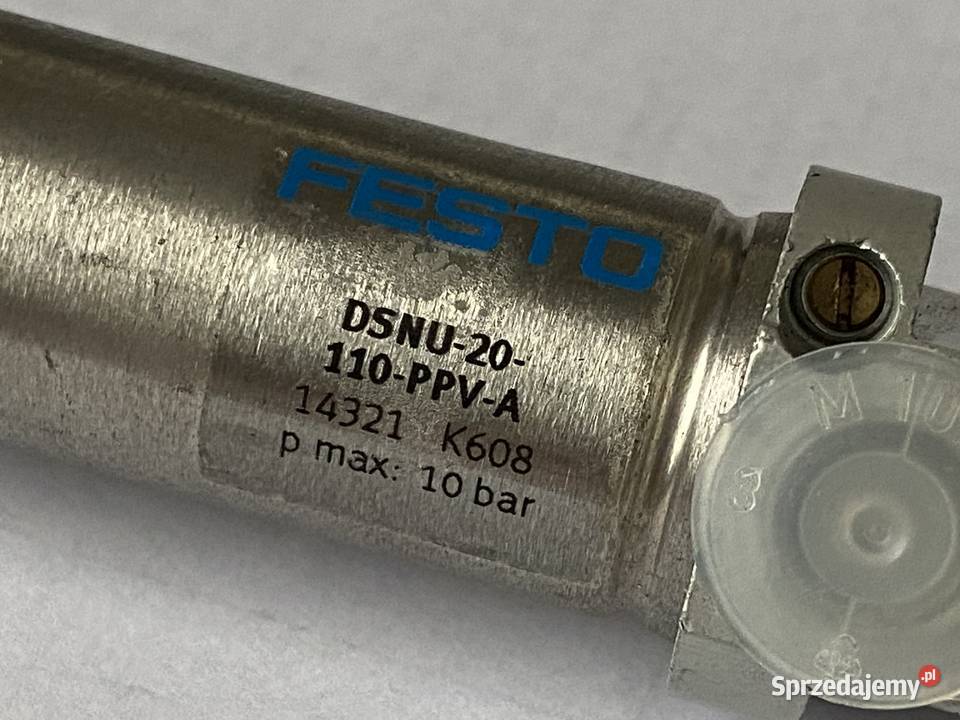 FESTO
DSNU-20-
110-PPV-A
14321 K608
p max: 10 bar
Sprzedajemy.pl